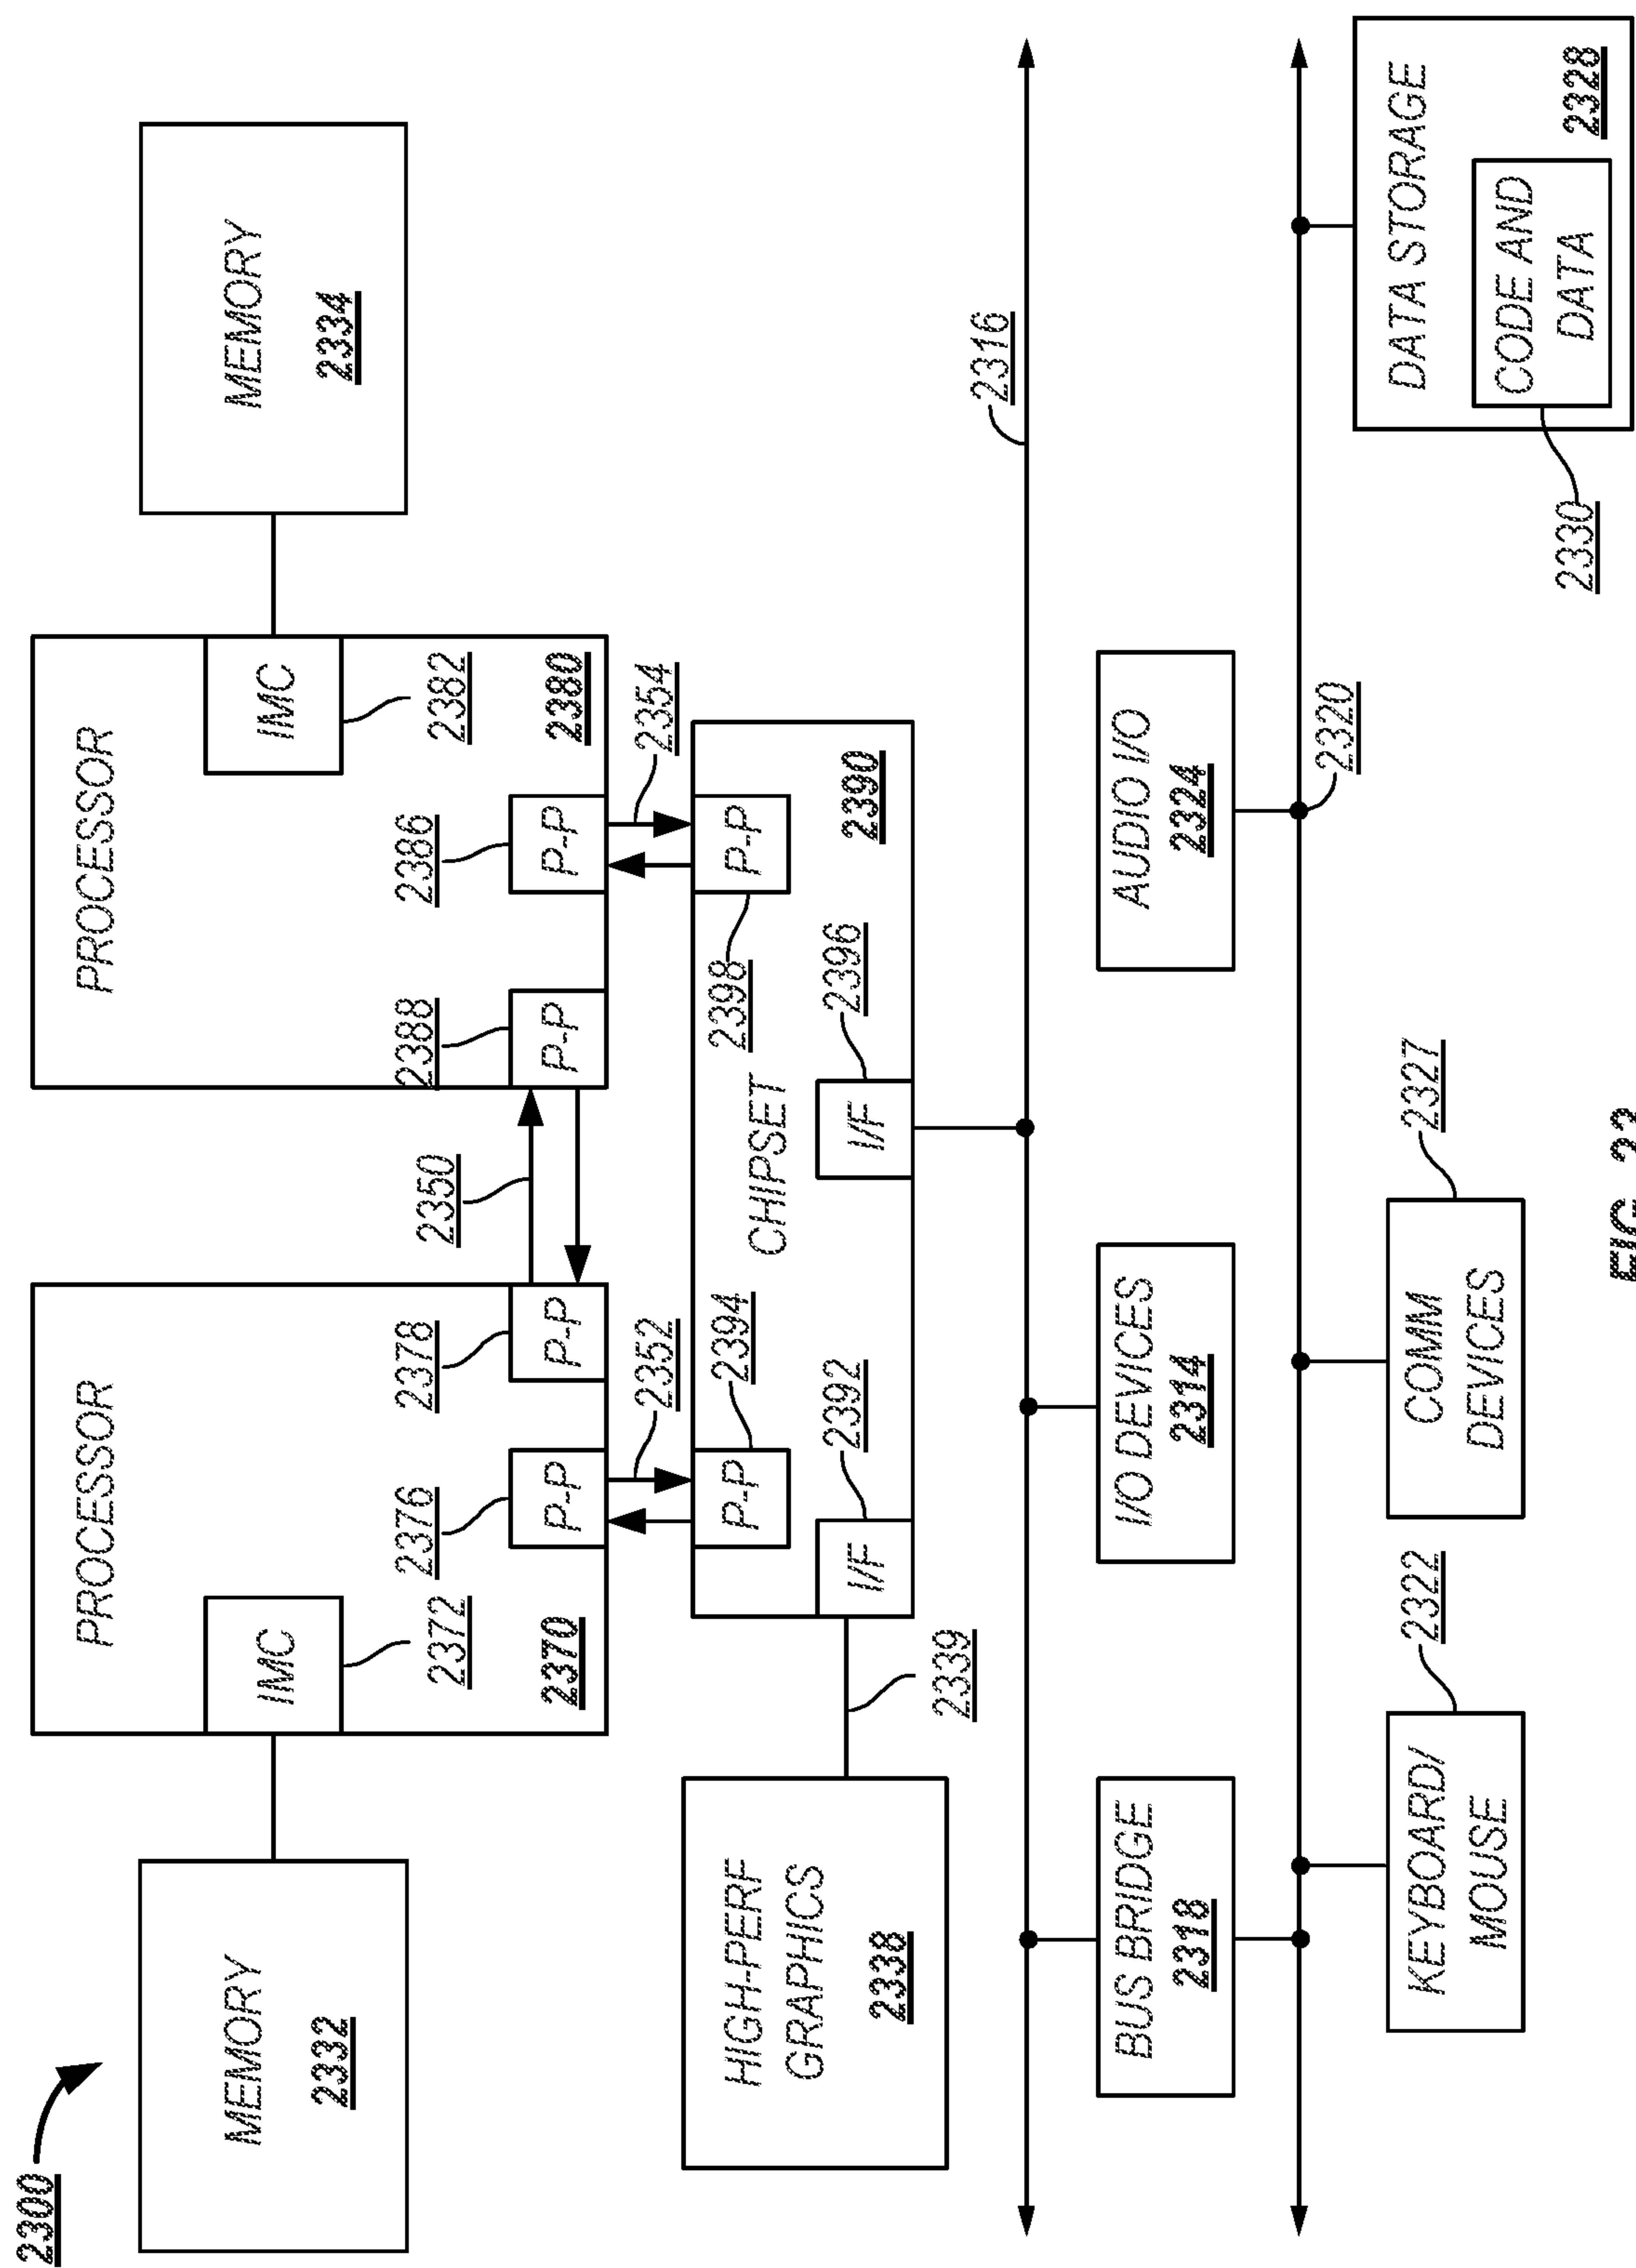 2300
MEMORY
2332
PROCESSOR
IMC
2372
2370
2376
P-P
2378
P-P
2350
PROCESSOR
2388
P-P
2386
P-P
IMC
2382
2380
MEMORY
2334
2352
2354
HIGH-PERF
GRAPHICS
2338
2339
P-P
2394
I/F
2392
CHIPSET
P-P
2398
2390
I/F
2396
2316
BUS BRIDGE
2318
I/O DEVICES
2314
AUDIO I/O
2324
2320
KEYBOARD/
MOUSE
2322
COMM
DEVICES
2327
DATA STORAGE
CODE AND
DATA
2328
2330
FIG. 23